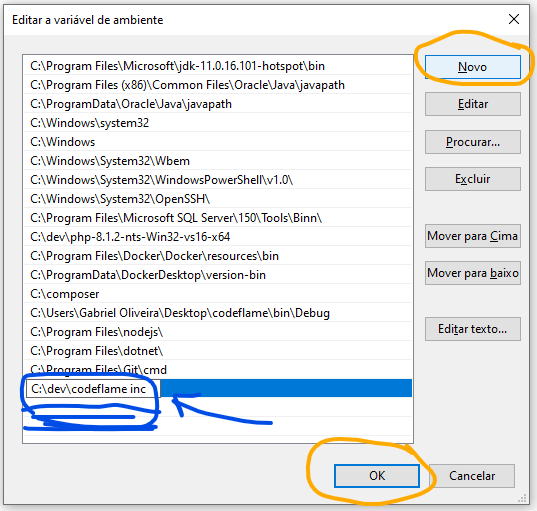 Editar a variável de ambiente
C:\Program Files\Microsoft\jdk-11.0.16.101-hotspot\bin
C:\Program Files (x86)\Common Files\Oracle\Java\javapath
C:\ProgramData\Oracle\Java\javapath
C:\Windows\system32
C:\Windows
C:\Windows\System32\Wbem
C:\Windows\System32\WindowsPowerShell\v1.0\
C:\Windows\System32\OpenSSH\
C:\Program Files\Microsoft SQL Server\150\Tools\Binn\
C:\dev\php-8.1.2-nts-Win32-vs16-x64
C:\Program Files\Docker\Docker\resources\bin
C:\ProgramData\DockerDesktop\version-bin
C:\composer
C:\Users\Gabriel Oliveira\Desktop\codeflame\bin\Debug
C:\Program Files\nodejs\
C:\Program Files\dotnet\
C:\Program Files\Git\cmd
C:\dev\codeflame inc
Novo
Editar
Procurar...
Excluir
Mover para Cima
Mover para baixo
Editar texto...
OK
Cancelar